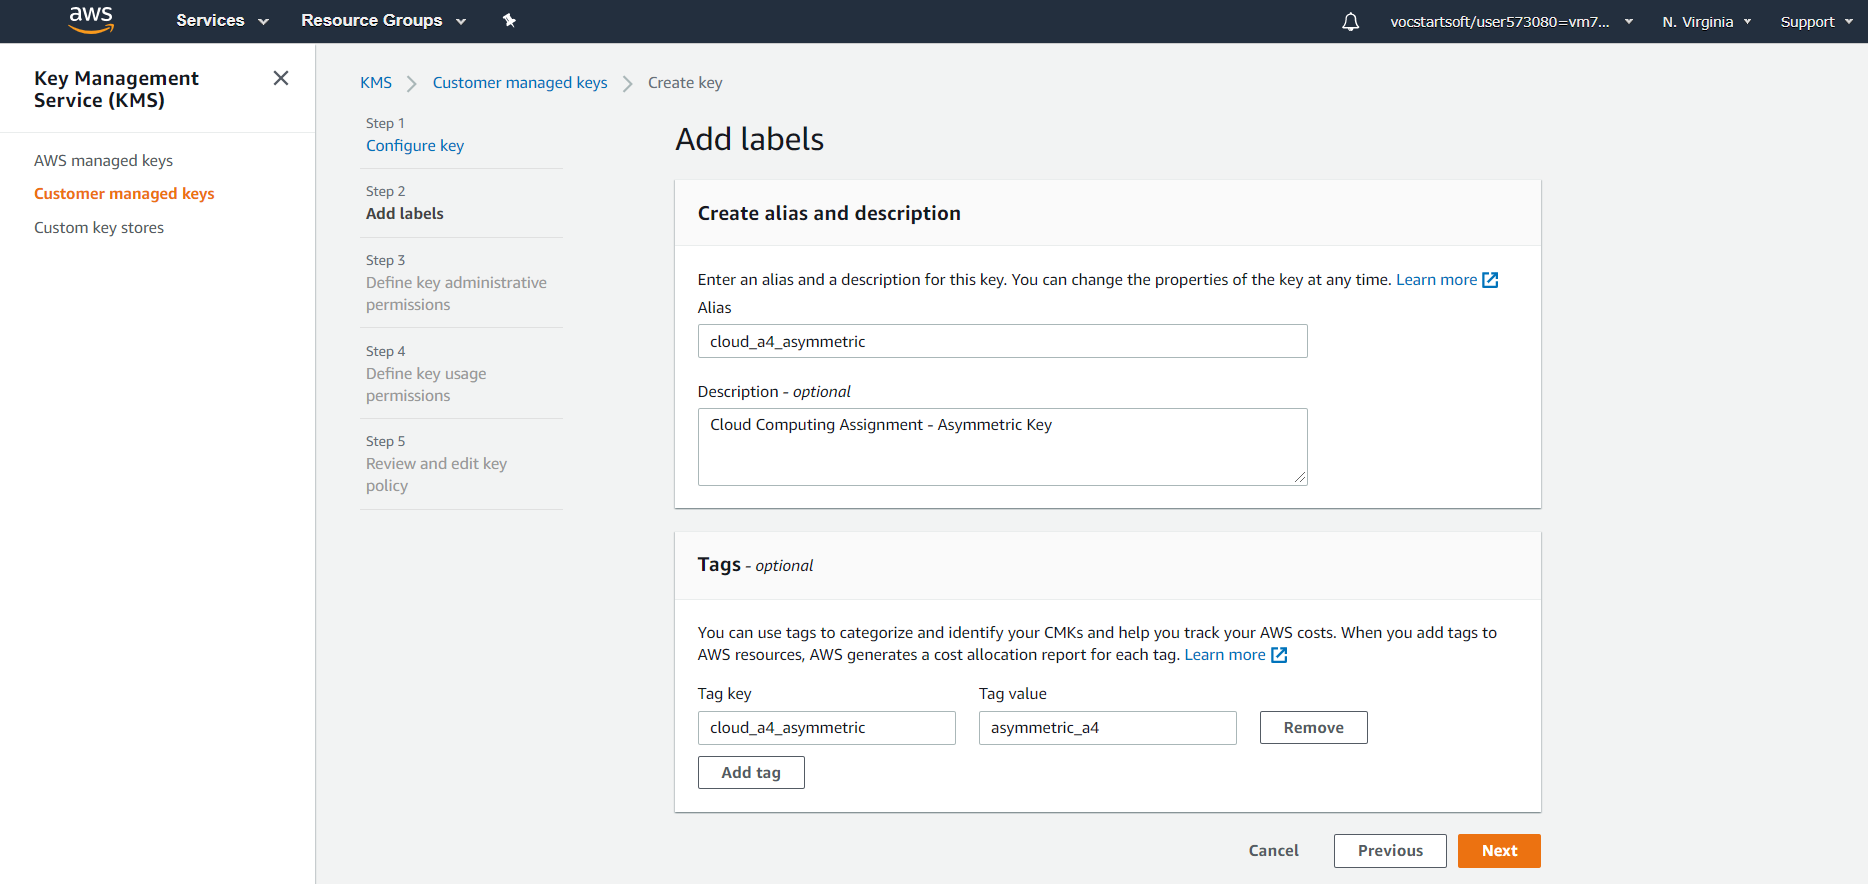 aws
Services
Resource Groups
vocstartsoft/user573080=vm7...
N. Virginia
Support
Key Management
Service (KMS)
AWS managed keys
Customer managed keys
Custom key stores
KMS
Customer managed keys
Create key
Step 1
Configure key
Step 2
Add labels
Step 3
Define key administrative
permissions
Step 4
Define key usage
permissions
Step 5
Review and edit key
policy
Add labels
Create alias and description
Enter an alias and a description for this key. You can change the properties of the key at any time. Learn more
Alias
cloud_a4_asymmetric
Description - optional
Cloud Computing Assignment - Asymmetric Key
Tags - optional
You can use tags to categorize and identify your CMKs and help you track your AWS costs. When you add tags to
AWS resources, AWS generates a cost allocation report for each tag. Learn more
Tag key
Tag value
cloud_a4_asymmetric
asymmetric_a4
Remove
Add tag
Cancel
Previous
Next